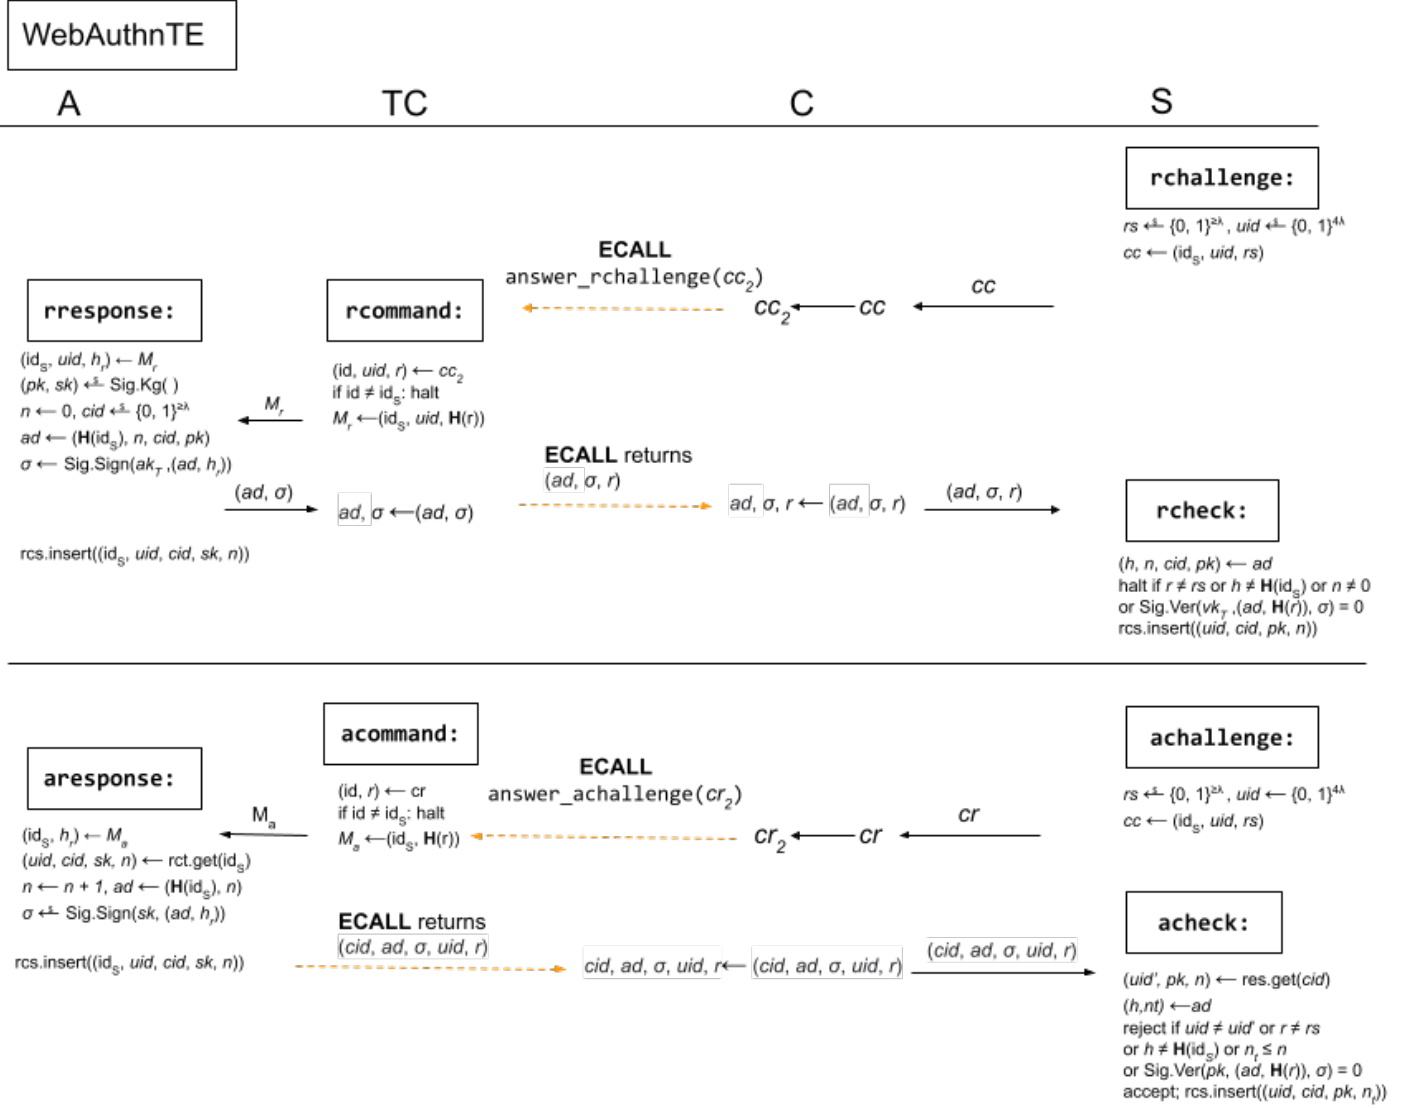 WebAuthnTE
A TC C S
rchallenge:
rs ←$ {0, 1}²λ , uid ←$ {0, 1}⁴λ
cc ← (id_S, uid, rs)
ECALL
answer_rchallenge(cc₂)
cc₂ ← cc
cc
rresponse:
(id_S, uid, h_r) ← M_r
(pk, sk) ←$ Sig.Kg( )
n ← 0, cid ←$ {0, 1}²λ
ad ← (H(id_S), n, cid, pk)
σ ← Sig.Sign(ak_T ,(ad, h_r))
rcommand:
(id, uid, r) ← cc₂
if id ≠ id_S: halt
M_r ←(id_S, uid, H(r))
M_r
(ad, σ)
ad, σ ←(ad, σ)
ECALL returns
(ad, σ, r)
ad, σ, r ← (ad, σ, r)
(ad, σ, r)
rcs.insert((id_S, uid, cid, sk, n))
rcheck:
(h, n, cid, pk) ← ad
halt if r ≠ rs or h ≠ H(id_S) or n ≠ 0
or Sig.Ver(vk_T ,(ad, H(r)), σ) = 0
rcs.insert((uid, cid, pk, n))
achallenge:
rs ←$ {0, 1}²λ , uid ← {0, 1}⁴λ
cc ← (id_S, uid, rs)
acommand:
(id, r) ← cr
if id ≠ id_S: halt
M_a ←(id_S, H(r))
ECALL
answer_achallenge(cr₂)
cr₂ ← cr
cr
aresponse:
M_a
(id_S, h_r) ← M_a
(uid, cid, sk, n) ← rct.get(id_S)
n ← n + 1, ad ← (H(id_S), n)
σ ←$ Sig.Sign(sk, (ad, h_r))
rcs.insert((id_S, uid, cid, sk, n))
ECALL returns
(cid, ad, σ, uid, r)
cid, ad, σ, uid, r← (cid, ad, σ, uid, r)
(cid, ad, σ, uid, r)
acheck:
(uid', pk, n) ← res.get(cid)
(h,nt) ←ad
reject if uid ≠ uid' or r ≠ rs
or h ≠ H(id_S) or n_t ≤ n
or Sig.Ver(pk, (ad, H(r)), σ) = 0
accept; rcs.insert((uid, cid, pk, n_t))